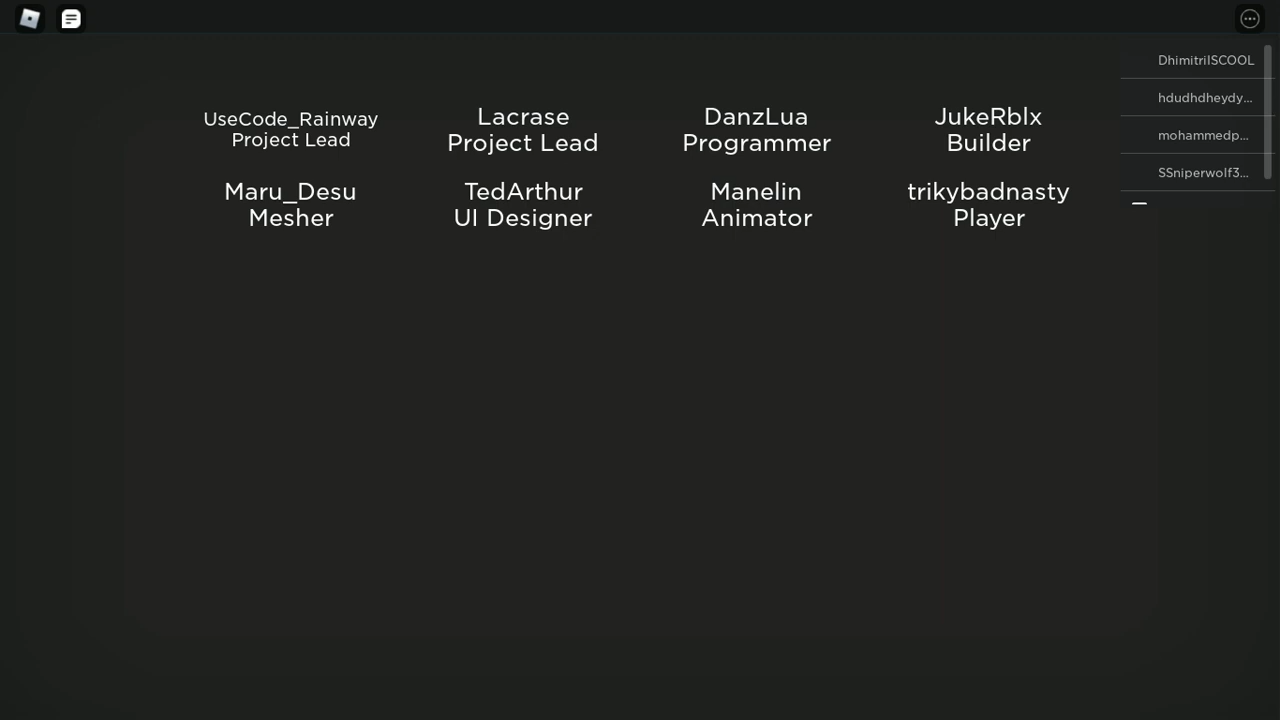 DhimitriISCOOL
hdudhdheydy...
mohammedp...
SSniperwolf3...
UseCode_Rainway
Project Lead
Lacrase
Project Lead
DanzLua
Programmer
JukeRblx
Builder
Maru_Desu
Mesher
TedArthur
UI Designer
Manelin
Animator
trikybadnasty
Player